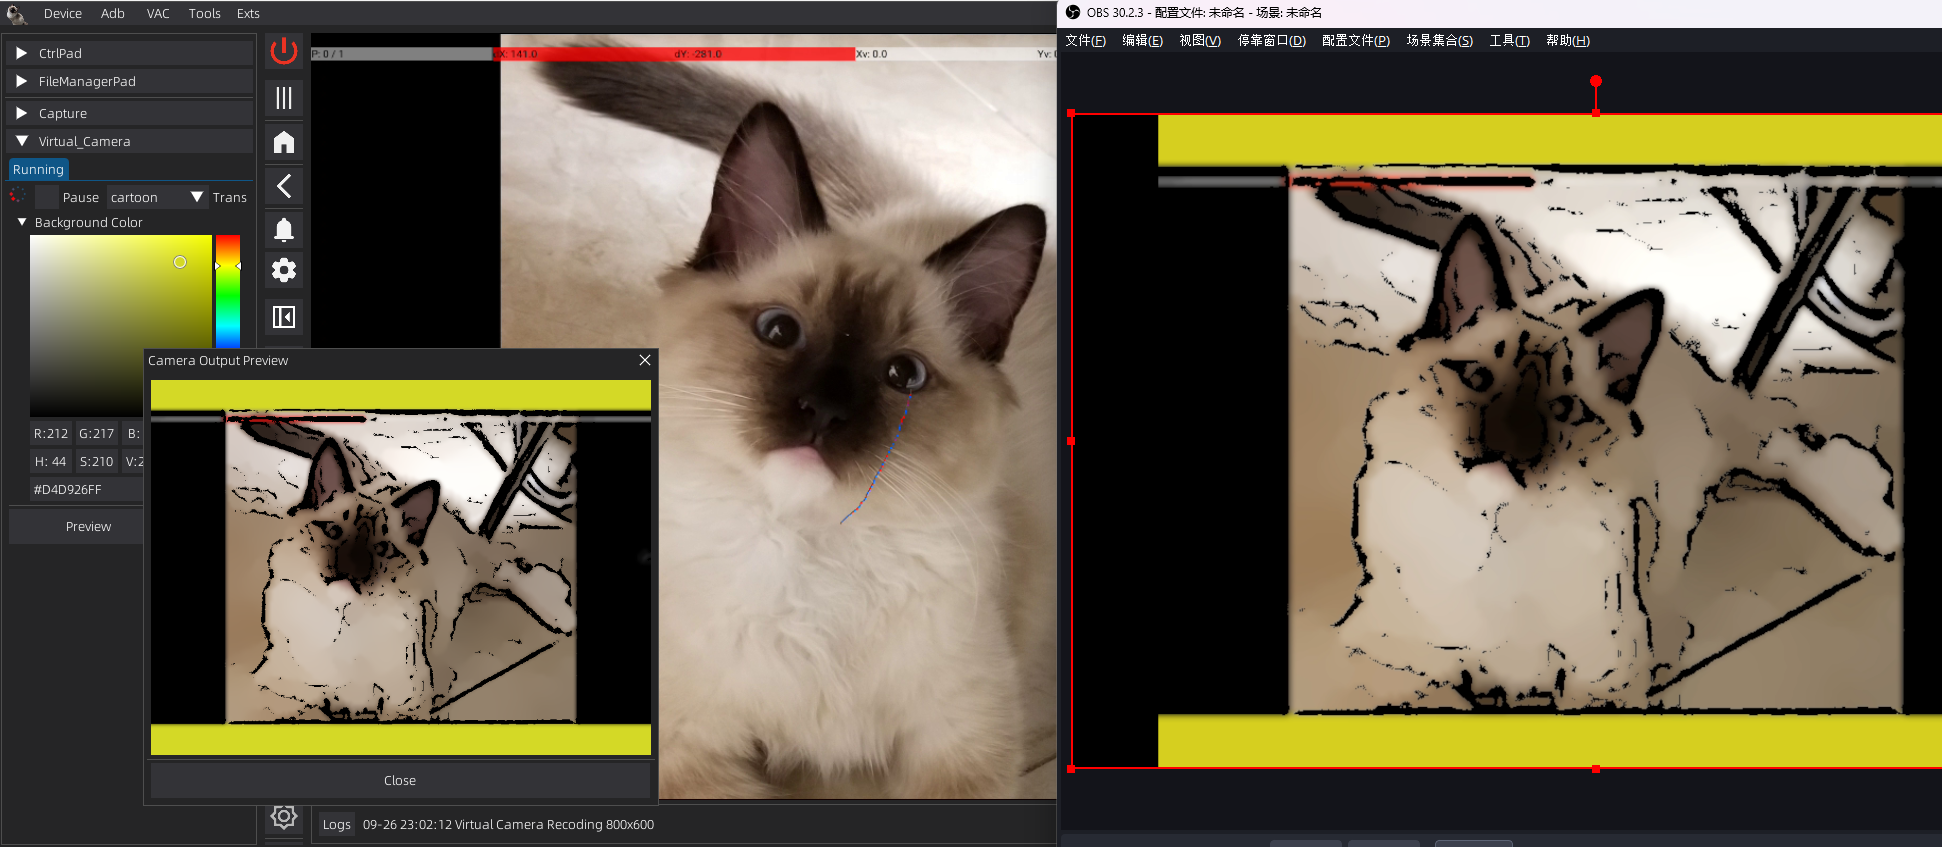 Device Adb VAC Tools Exts
CtrlPad
FileManagerPad
Capture
Virtual_Camera
Running
Pause cartoon Trans
Background Color
R:212 G:217 B:
H: 44 S:210 V:2
#D4D926FF
Preview
P: 0 / 1 dX: 141.0 dY: -281.0 Xv: 0.0 Yv:
Camera Output Preview
Close
Logs 09-26 23:02:12 Virtual Camera Recoding 800x600
OBS 30.2.3 - 配置文件: 未命名 - 场景: 未命名
文件(F) 编辑(E) 视图(V) 停靠窗口(D) 配置文件(P) 场景集合(S) 工具(T) 帮助(H)